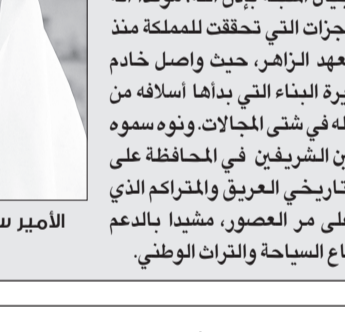 جزات التي تحققت للمملكة منذ
عهد الزاهر، حيث واصل خادم
يرة البناء التي بدأها أسلافه من
له في شتى المجالات. ونوه سموه
ين الشريفين في المحافظة على
تاريخي العريق والمتراكم الذي
لى مر العصور، مشيدا بالدعم
اع السياحة والتراث الوطني.
الأمير س